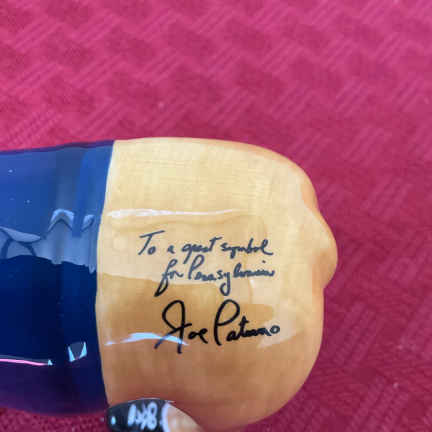 To a great symbol
for Pennsylvania
Joe Paterno